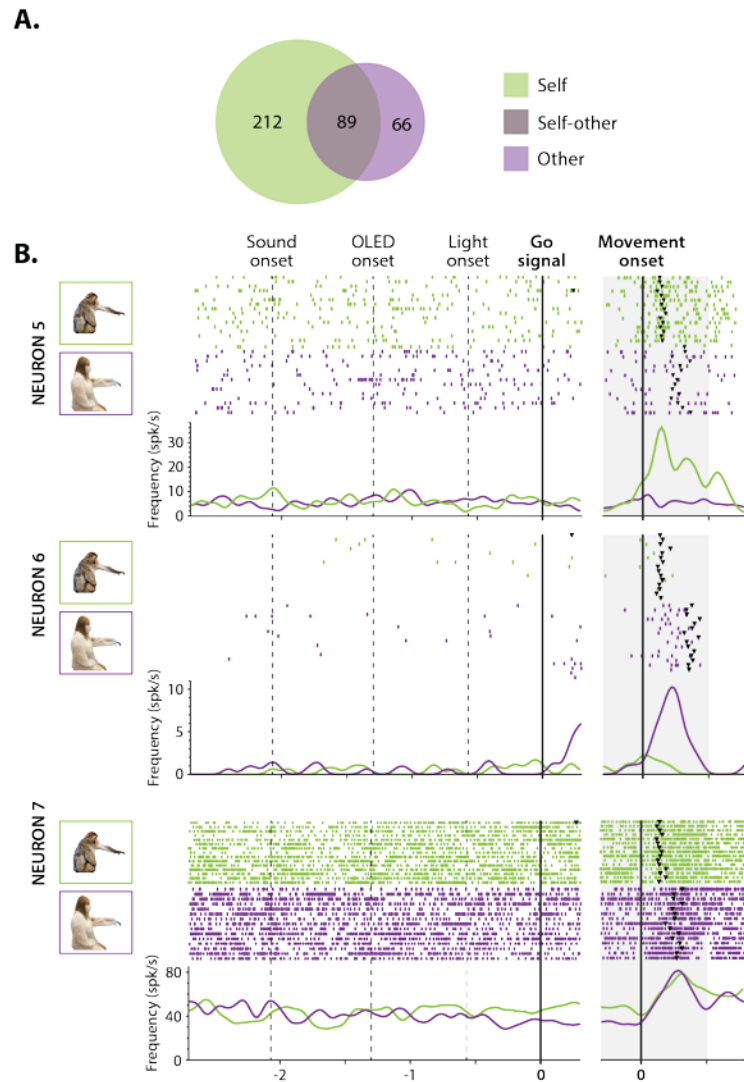 A.
212
89
66
Self
Self-other
Other
B.
Sound
onset
OLED
onset
Light
onset
Go
signal
Movement
onset
NEURON 5
Frequency (spk/s)
30
20
10
0
NEURON 6
Frequency (spk/s)
10
5
0
NEURON 7
Frequency (spk/s)
80
40
0
-2
-1
0
0